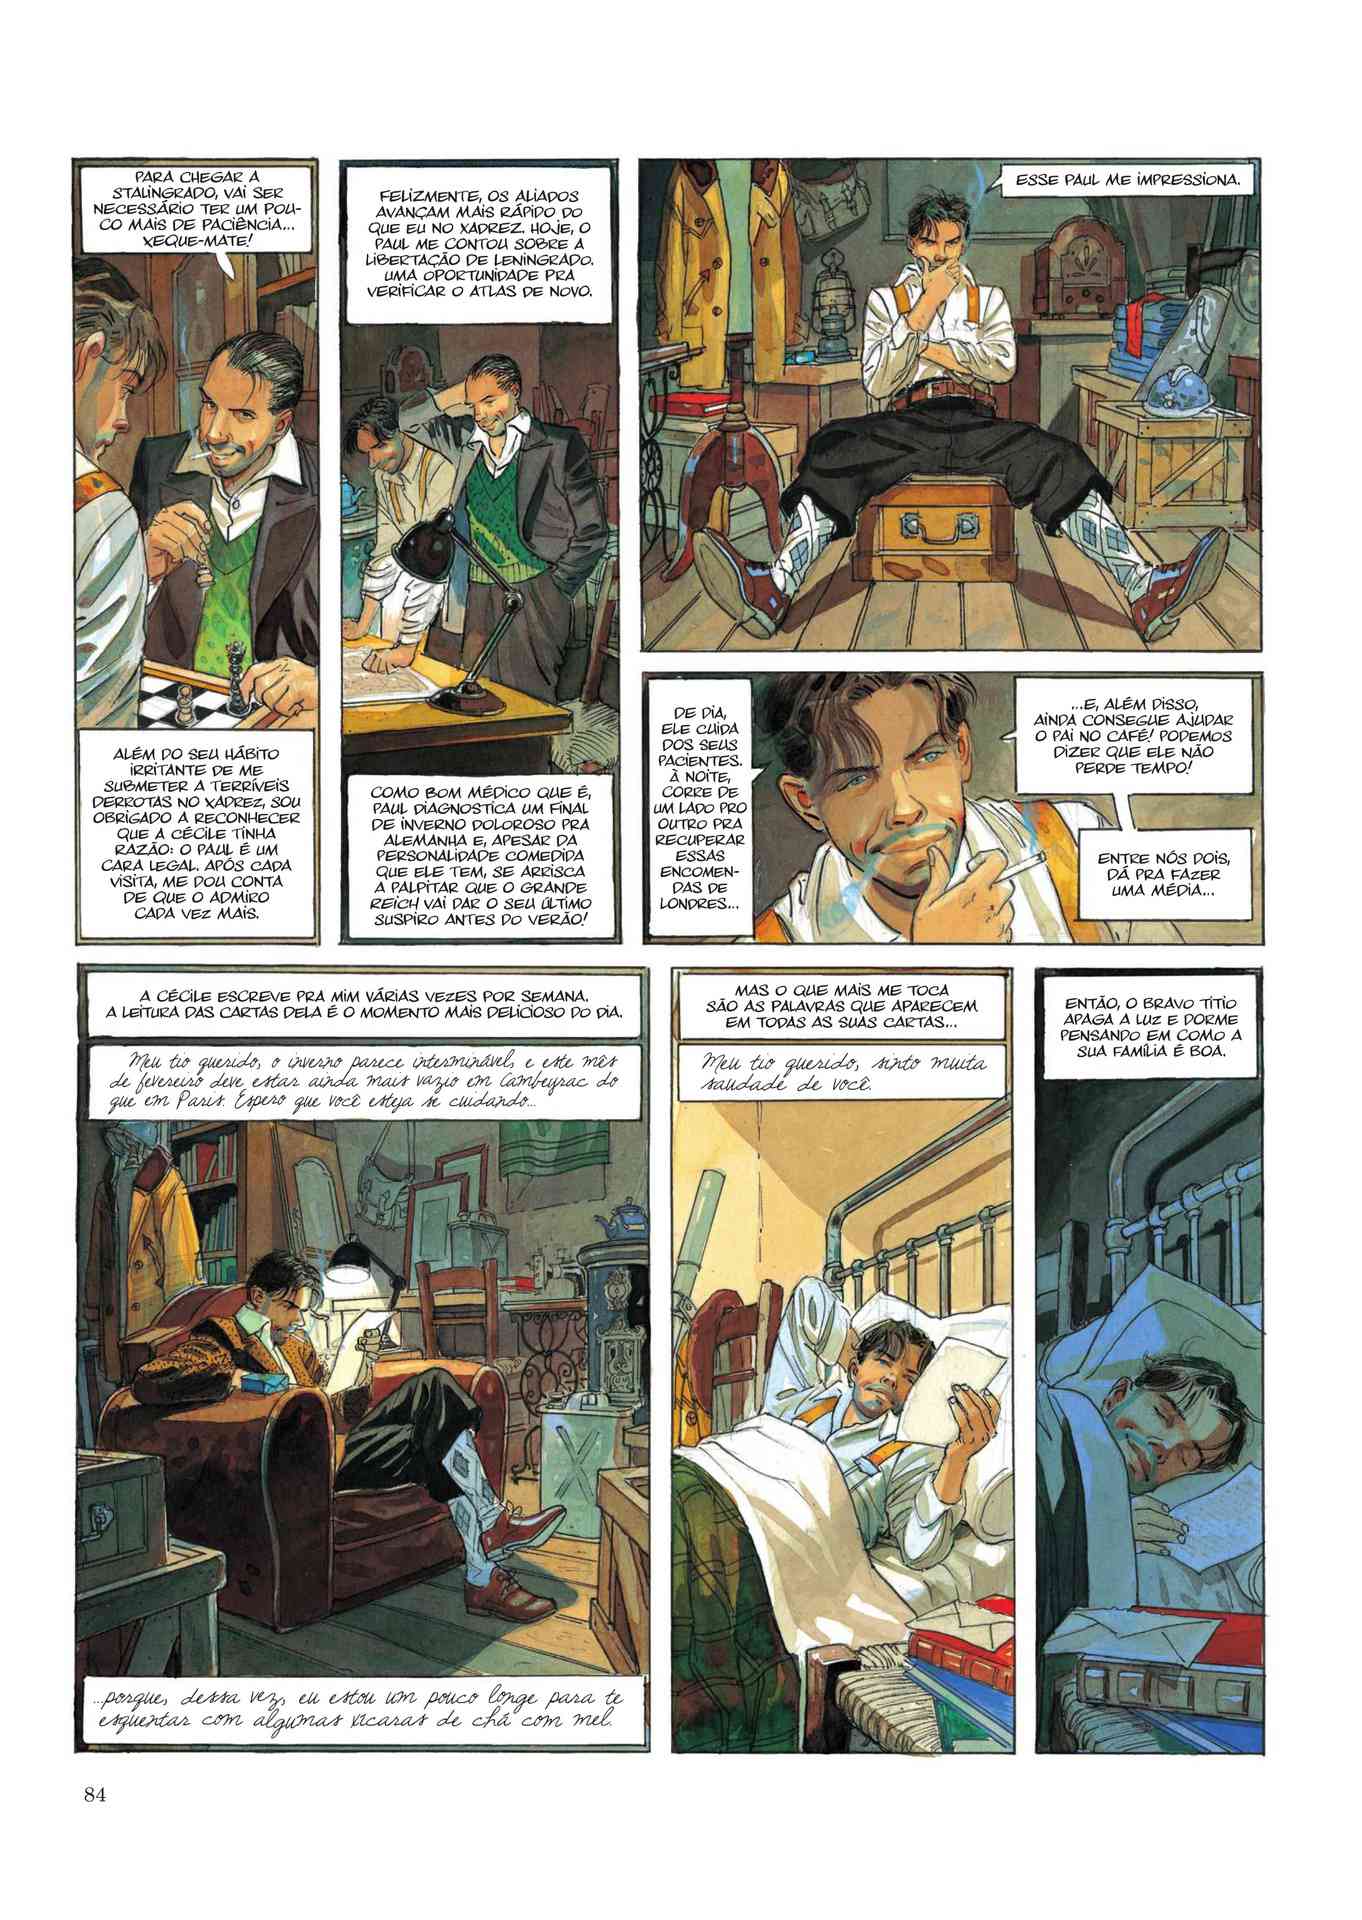 PARA CHEGAR A
STALINGRADO, VAI SER
NECESSÁRIO TER UM POU-
CO MAIS DE PACIÊNCIA...
XEQUE-MATE!
ALÉM DO SEU HÁBITO
IRRITANTE DE ME
SUBMETER A TERRÍVEIS
DERROTAS NO XADREZ, SOU
OBRIGADO A RECONHECER
QUE A CÉCILE TINHA
RAZÃO: O PAUL É UM
CARA LEGAL. APÓS CADA
VISITA, ME DOU CONTA
DE QUE O ADMIRO
CADA VEZ MAIS.
FELIZMENTE, OS ALIADOS
AVANÇAM MAIS RÁPIDO DO
QUE EU NO XADREZ. HOJE, O
PAUL ME CONTOU SOBRE A
LIBERTAÇÃO DE LENINGRADO.
UMA OPORTUNIDADE PRA
VERIFICAR O ATLAS DE NOVO.
COMO BOM MÉDICO QUE É,
PAUL DIAGNOSTICA UM FINAL
DE INVERNO DOLOROSO PRA
ALEMANHA E, APESAR DA
PERSONALIDADE COMEDIDA
QUE ELE TEM, SE ARRISCA
A PALPITAR QUE O GRANDE
REICH VAI DAR O SEU ÚLTIMO
SUSPIRO ANTES DO VERÃO!
ESSE PAUL ME IMPRESSIONA.
DE DIA,
ELE CUIDA
DOS SEUS
PACIENTES.
À NOITE,
CORRE DE
UM LADO PRO
OUTRO PRA
RECUPERAR
ESSAS
ENCOMEN-
DAS DE
LONDRES...
...E, ALÉM DISSO,
AINDA CONSEGUE AJUDAR
O PAI NO CAFÉ! PODEMOS
DIZER QUE ELE NÃO
PERDE TEMPO!
ENTRE NÓS DOIS,
DÁ PRA FAZER
UMA MÉDIA...
A CÉCILE ESCREVE PRA MIM VÁRIAS VEZES POR SEMANA.
A LEITURA DAS CARTAS DELA É O MOMENTO MAIS DELICIOSO DO DIA.
Meu tio querido, o inverno parece interminável, e este mês
de fevereiro deve estar ainda mais vazio em Cambeyrac do
que em Paris. Espero que você esteja se cuidando...
...porque, dessa vez, eu estou um pouco longe para te
esquentar com algumas xícaras de chá com mel.
MAS O QUE MAIS ME TOCA
SÃO AS PALAVRAS QUE APARECEM
EM TODAS AS SUAS CARTAS...
Meu tio querido, sinto muita
saudade de você.
ENTÃO, O BRAVO TITIO
APAGA A LUZ E DORME
PENSANDO EM COMO A
SUA FAMÍLIA É BOA.
84